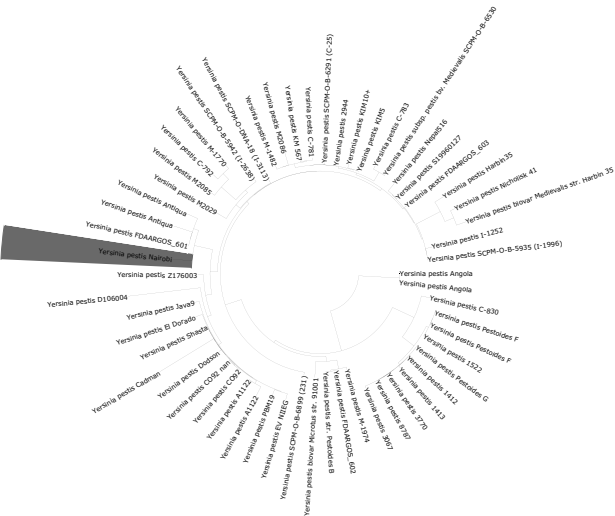 Yersinia pestis SCPM-O-B-6291 (C-25)
Yersinia pestis 2944
Yersinia pestis KIM10+
Yersinia pestis KIM5
Yersinia pestis C-783
Yersinia pestis subsp. pestis bv. Medievalis SCPM-O-B-6530
Yersinia pestis Nepal516
Yersinia pestis S19960127
Yersinia pestis FDAARGOS_603
Yersinia pestis Harbin35
Yersinia pestis Nicholisk 41
Yersinia pestis biovar Medievalis str. Harbin 35
Yersinia pestis I-1252
Yersinia pestis SCPM-O-B-5935 (I-1996)
Yersinia pestis Angola
Yersinia pestis Angola
Yersinia pestis C-830
Yersinia pestis Pestoides F
Yersinia pestis Pestoides F
Yersinia pestis 1522
Yersinia pestis Pestoides G
Yersinia pestis 1412
Yersinia pestis 1413
Yersinia pestis 3770
Yersinia pestis 8787
Yersinia pestis 3067
Yersinia pestis M-1974
Yersinia pestis FDAARGOS_602
Yersinia pestis str. Pestoides B
Yersinia pestis biovar Microtus str. 91001
Yersinia pestis SCPM-O-B-6899 (231)
Yersinia pestis EV NIIEG
Yersinia pestis PBM19
Yersinia pestis A1122
Yersinia pestis A1122
Yersinia pestis CO92
Yersinia pestis CO92 nan
Yersinia pestis Dodson
Yersinia pestis Cadman
Yersinia pestis Shasta
Yersinia pestis El Dorado
Yersinia pestis Java9
Yersinia pestis D106004
Yersinia pestis Z176003
Yersinia pestis Nairobi
Yersinia pestis FDAARGOS_601
Yersinia pestis Antiqua
Yersinia pestis Antiqua
Yersinia pestis M2029
Yersinia pestis M2085
Yersinia pestis C-792
Yersinia pestis M-1770
Yersinia pestis SCPM-O-B-5942 (I-2638)
Yersinia pestis SCPM-O-DNA-18 (I-3113)
Yersinia pestis M-1482
Yersinia pestis M2086
Yersinia pestis KM 567
Yersinia pestis C-781